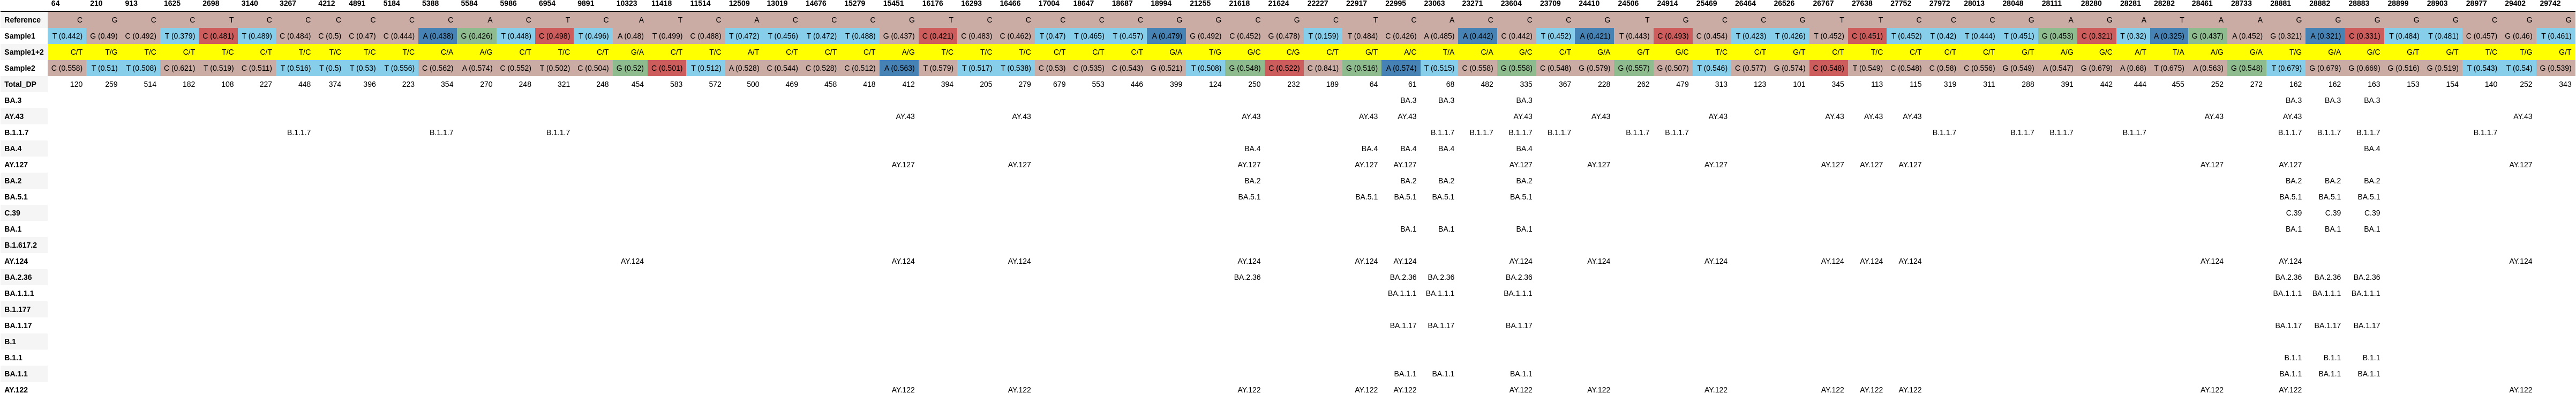 64 210 913 1625 2698 3140 3267 4212 4891 5184 5388 5584 5986 6954 9891 10323 11418 11514 12509 13019 14676 15279 15451 16176 16293 16466 17004 18647 18687 18994 21255 21618 21624 22227 22917 22995 23063 23271 23604 23709 24410 24506 24914 25469 26464 26526 26767 27638 27752 27972 28013 28048 28111 28280 28281 28282 28461 28733 28881 28882 28883 28899 28903 28977 29402 29742
Reference C G C C T C C C C C C A C T C A T C A C C C G T C C C C C G G C G C T C A C C C G T G C C G T T C C C G A G A T A A G G G G G C G G
Sample1 T (0.442) G (0.49) C (0.492) T (0.379) C (0.481) T (0.489) C (0.484) C (0.5) C (0.47) C (0.444) A (0.438) G (0.426) T (0.448) C (0.498) T (0.496) A (0.48) T (0.499) C (0.488) T (0.472) T (0.456) T (0.472) T (0.488) G (0.437) C (0.421) C (0.483) C (0.462) T (0.47) T (0.465) T (0.457) A (0.479) G (0.492) C (0.452) G (0.478) T (0.159) T (0.484) C (0.426) A (0.485) A (0.442) C (0.442) T (0.452) A (0.421) T (0.443) C (0.493) C (0.454) T (0.423) T (0.426) T (0.452) C (0.451) T (0.452) T (0.42) T (0.444) T (0.451) G (0.453) C (0.321) T (0.32) A (0.325) G (0.437) A (0.452) G (0.321) A (0.321) C (0.331) T (0.484) T (0.481) C (0.457) G (0.46) T (0.461)
Sample1+2 C/T T/G T/C C/T T/C C/T T/C T/C T/C T/C C/A A/G C/T T/C C/T G/A C/T T/C A/T C/T C/T C/T A/G T/C T/C T/C C/T C/T C/T G/A T/G G/C C/G C/T G/T A/C T/A C/A G/C C/T G/A G/T G/C T/C C/T G/T C/T T/C C/T C/T C/T G/T A/G G/C A/T T/A A/G G/A T/G G/A G/C G/T G/T T/C T/G G/T
Sample2 C (0.558) T (0.51) T (0.508) C (0.621) T (0.519) C (0.511) T (0.516) T (0.5) T (0.53) T (0.556) C (0.562) A (0.574) C (0.552) T (0.502) C (0.504) G (0.52) C (0.501) T (0.512) A (0.528) C (0.544) C (0.528) C (0.512) A (0.563) T (0.579) T (0.517) T (0.538) C (0.53) C (0.535) C (0.543) G (0.521) T (0.508) G (0.548) C (0.522) C (0.841) G (0.516) A (0.574) T (0.515) C (0.558) G (0.558) C (0.548) G (0.579) G (0.557) G (0.507) T (0.546) C (0.577) G (0.574) C (0.548) T (0.549) C (0.548) C (0.58) C (0.556) G (0.549) A (0.547) G (0.679) A (0.68) T (0.675) A (0.563) G (0.548) T (0.679) G (0.679) G (0.669) G (0.516) G (0.519) T (0.543) T (0.54) G (0.539)
Total_DP 120 259 514 182 108 227 448 374 396 223 354 270 248 321 248 454 583 572 500 469 458 418 412 394 205 279 679 553 446 399 124 250 232 189 64 61 68 482 335 367 228 262 479 313 123 101 345 113 115 319 311 288 391 442 444 455 252 272 162 162 163 153 154 140 252 343
BA.3 BA.3 BA.3 BA.3 BA.3 BA.3 BA.3
AY.43 AY.43 AY.43 AY.43 AY.43 AY.43 AY.43 AY.43 AY.43 AY.43 AY.43 AY.43 AY.43 AY.43 AY.43
B.1.1.7 B.1.1.7 B.1.1.7 B.1.1.7 B.1.1.7 B.1.1.7 B.1.1.7 B.1.1.7 B.1.1.7 B.1.1.7 B.1.1.7 B.1.1.7 B.1.1.7 B.1.1.7 B.1.1.7 B.1.1.7 B.1.1.7 B.1.1.7
BA.4 BA.4 BA.4 BA.4 BA.4 BA.4 BA.4
AY.127 AY.127 AY.127 AY.127 AY.127 AY.127 AY.127 AY.127 AY.127 AY.127 AY.127 AY.127 AY.127 AY.127 AY.127
BA.2 BA.2 BA.2 BA.2 BA.2 BA.2 BA.2 BA.2
BA.5.1 BA.5.1 BA.5.1 BA.5.1 BA.5.1 BA.5.1 BA.5.1 BA.5.1 BA.5.1
C.39 C.39 C.39 C.39
BA.1 BA.1 BA.1 BA.1 BA.1 BA.1 BA.1
B.1.617.2
AY.124 AY.124 AY.124 AY.124 AY.124 AY.124 AY.124 AY.124 AY.124 AY.124 AY.124 AY.124 AY.124 AY.124 AY.124 AY.124
BA.2.36 BA.2.36 BA.2.36 BA.2.36 BA.2.36 BA.2.36 BA.2.36 BA.2.36
BA.1.1.1 BA.1.1.1 BA.1.1.1 BA.1.1.1 BA.1.1.1 BA.1.1.1 BA.1.1.1
B.1.177
BA.1.17 BA.1.17 BA.1.17 BA.1.17 BA.1.17 BA.1.17 BA.1.17
B.1
B.1.1 B.1.1 B.1.1 B.1.1
BA.1.1 BA.1.1 BA.1.1 BA.1.1 BA.1.1 BA.1.1 BA.1.1
AY.122 AY.122 AY.122 AY.122 AY.122 AY.122 AY.122 AY.122 AY.122 AY.122 AY.122 AY.122 AY.122 AY.122 AY.122